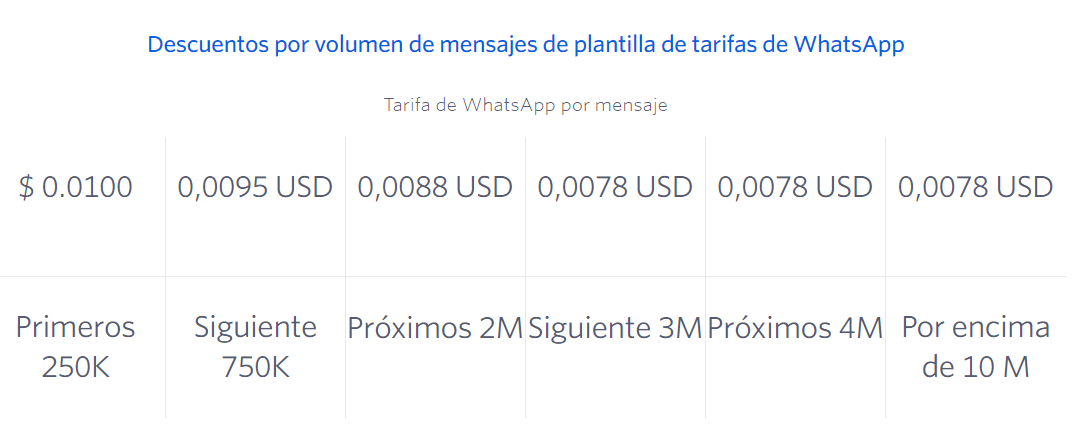 Descuentos por volumen de mensajes de plantilla de tarifas de WhatsApp
Tarifa de WhatsApp por mensaje
$ 0.0100 0,0095 USD 0,0088 USD 0,0078 USD 0,0078 USD 0,0078 USD
Primeros Siguiente Próximos 2M Siguiente 3M Próximos 4M Por encima
250K 750K de 10 M